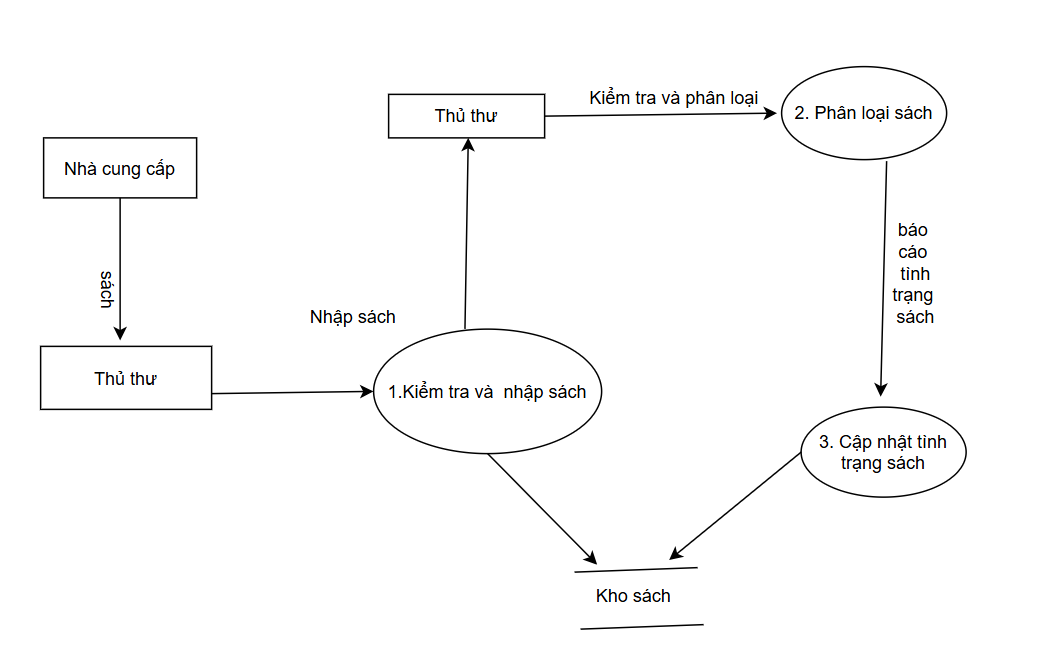 Thủ thư
Kiểm tra và phân loại
2. Phân loại sách
Nhà cung cấp
báo
cáo
tình
trạng
sách
sách
Nhập sách
Thủ thư
1.Kiểm tra và nhập sách
3. Cập nhật tình
trạng sách
Kho sách